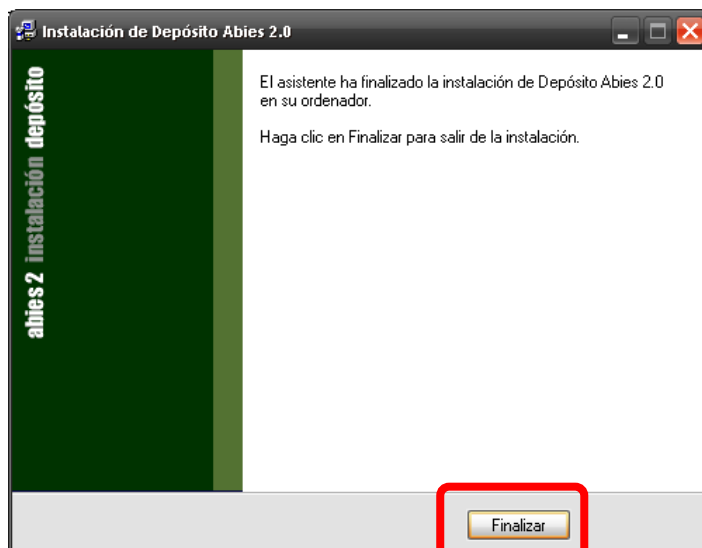 Instalación de Depósito Abies 2.0
abies 2 instalación depósito
El asistente ha finalizado la instalación de Depósito Abies 2.0
en su ordenador.
Haga clic en Finalizar para salir de la instalación.
Finalizar